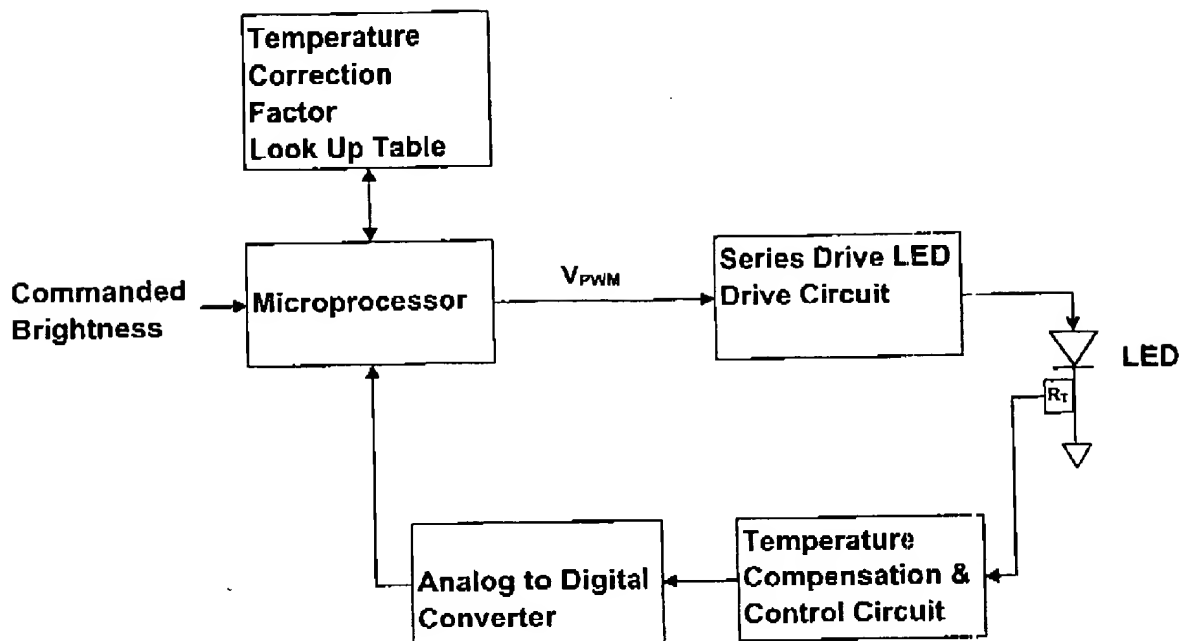 Temperature
Correction
Factor
Look Up Table
Commanded
Brightness
Microprocessor
VPWM
Series Drive LED
Drive Circuit
LED
RT
Analog to Digital
Converter
Temperature
Compensation &
Control Circuit